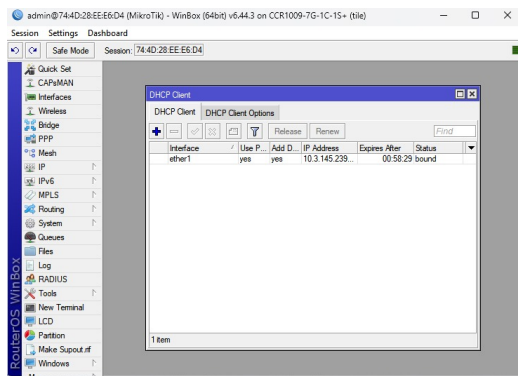 admin@74:4D:28:EE:E6:D4 (MikroTik) - WinBox (64bit) v6.44.3 on CCR1009-7G-1C-1S+ (tile)
Session Settings Dashboard
Safe Mode Session: 74:4D:28:EE:E6:D4
Quick Set
CAPsMAN
Interfaces
Wireless
Bridge
PPP
Mesh
IP
IPv6
MPLS
Routing
System
Queues
Files
Log
RADIUS
Tools
New Terminal
LCD
Partition
Make Supout.rif
Windows
RouterOS WinBox
DHCP Client
DHCP Client DHCP Client Options
Release Renew Find
Interface Use P... Add D... IP Address Expires After Status
ether1 yes yes 10.3.145.239... 00:58:29 bound
1 item